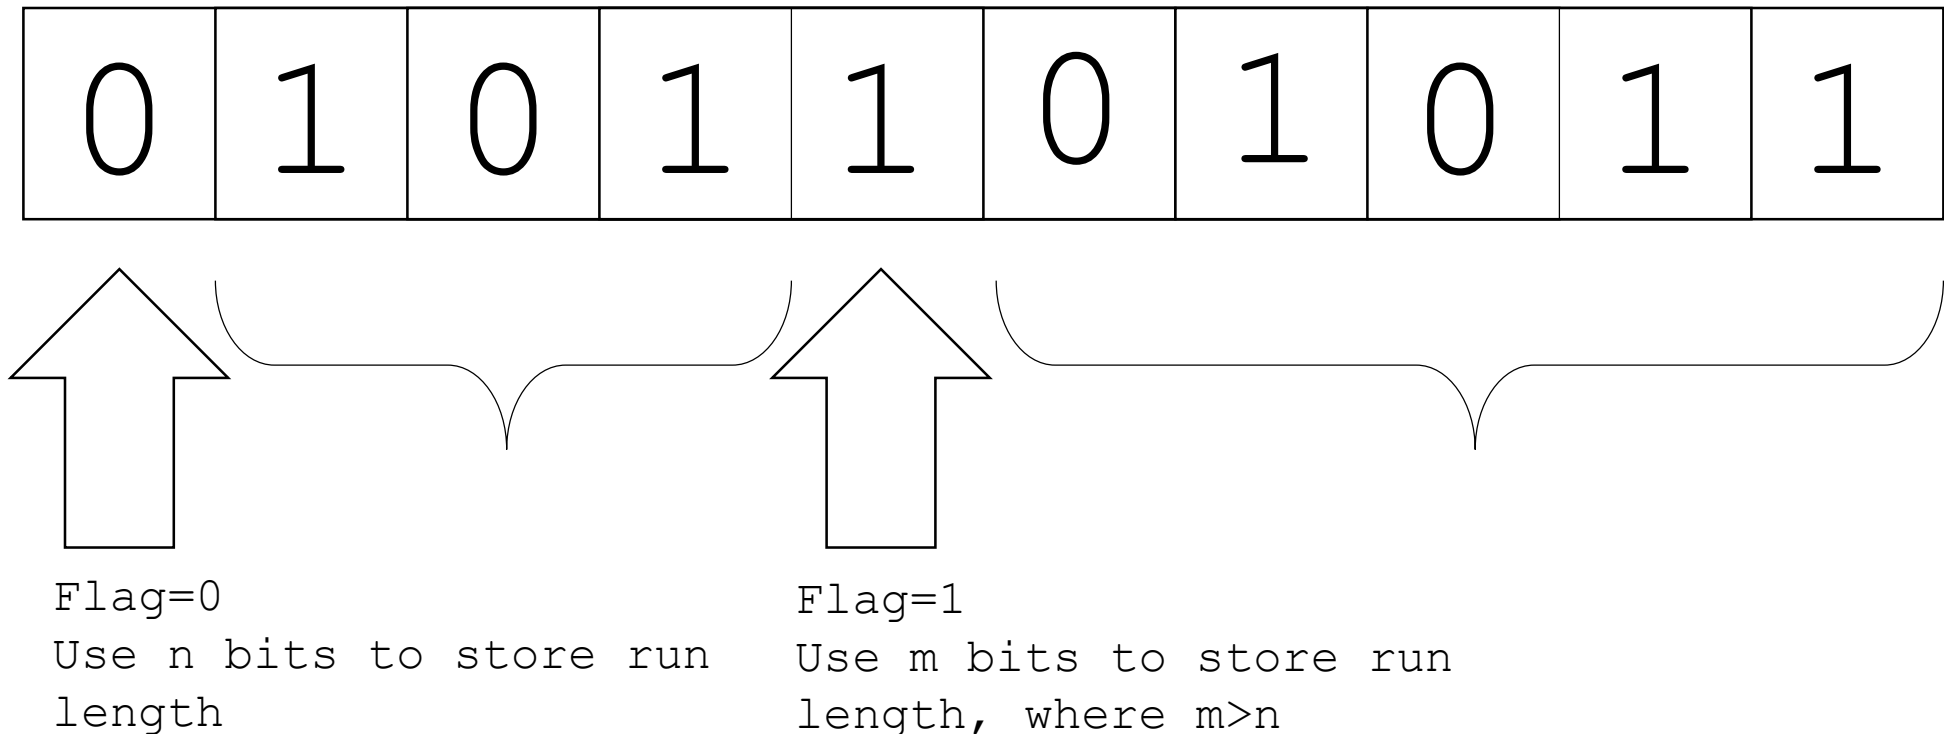 0 1 0 1 1 0 1 0 1 1
Flag=0
Use n bits to store run
length
Flag=1
Use m bits to store run
length, where m>n